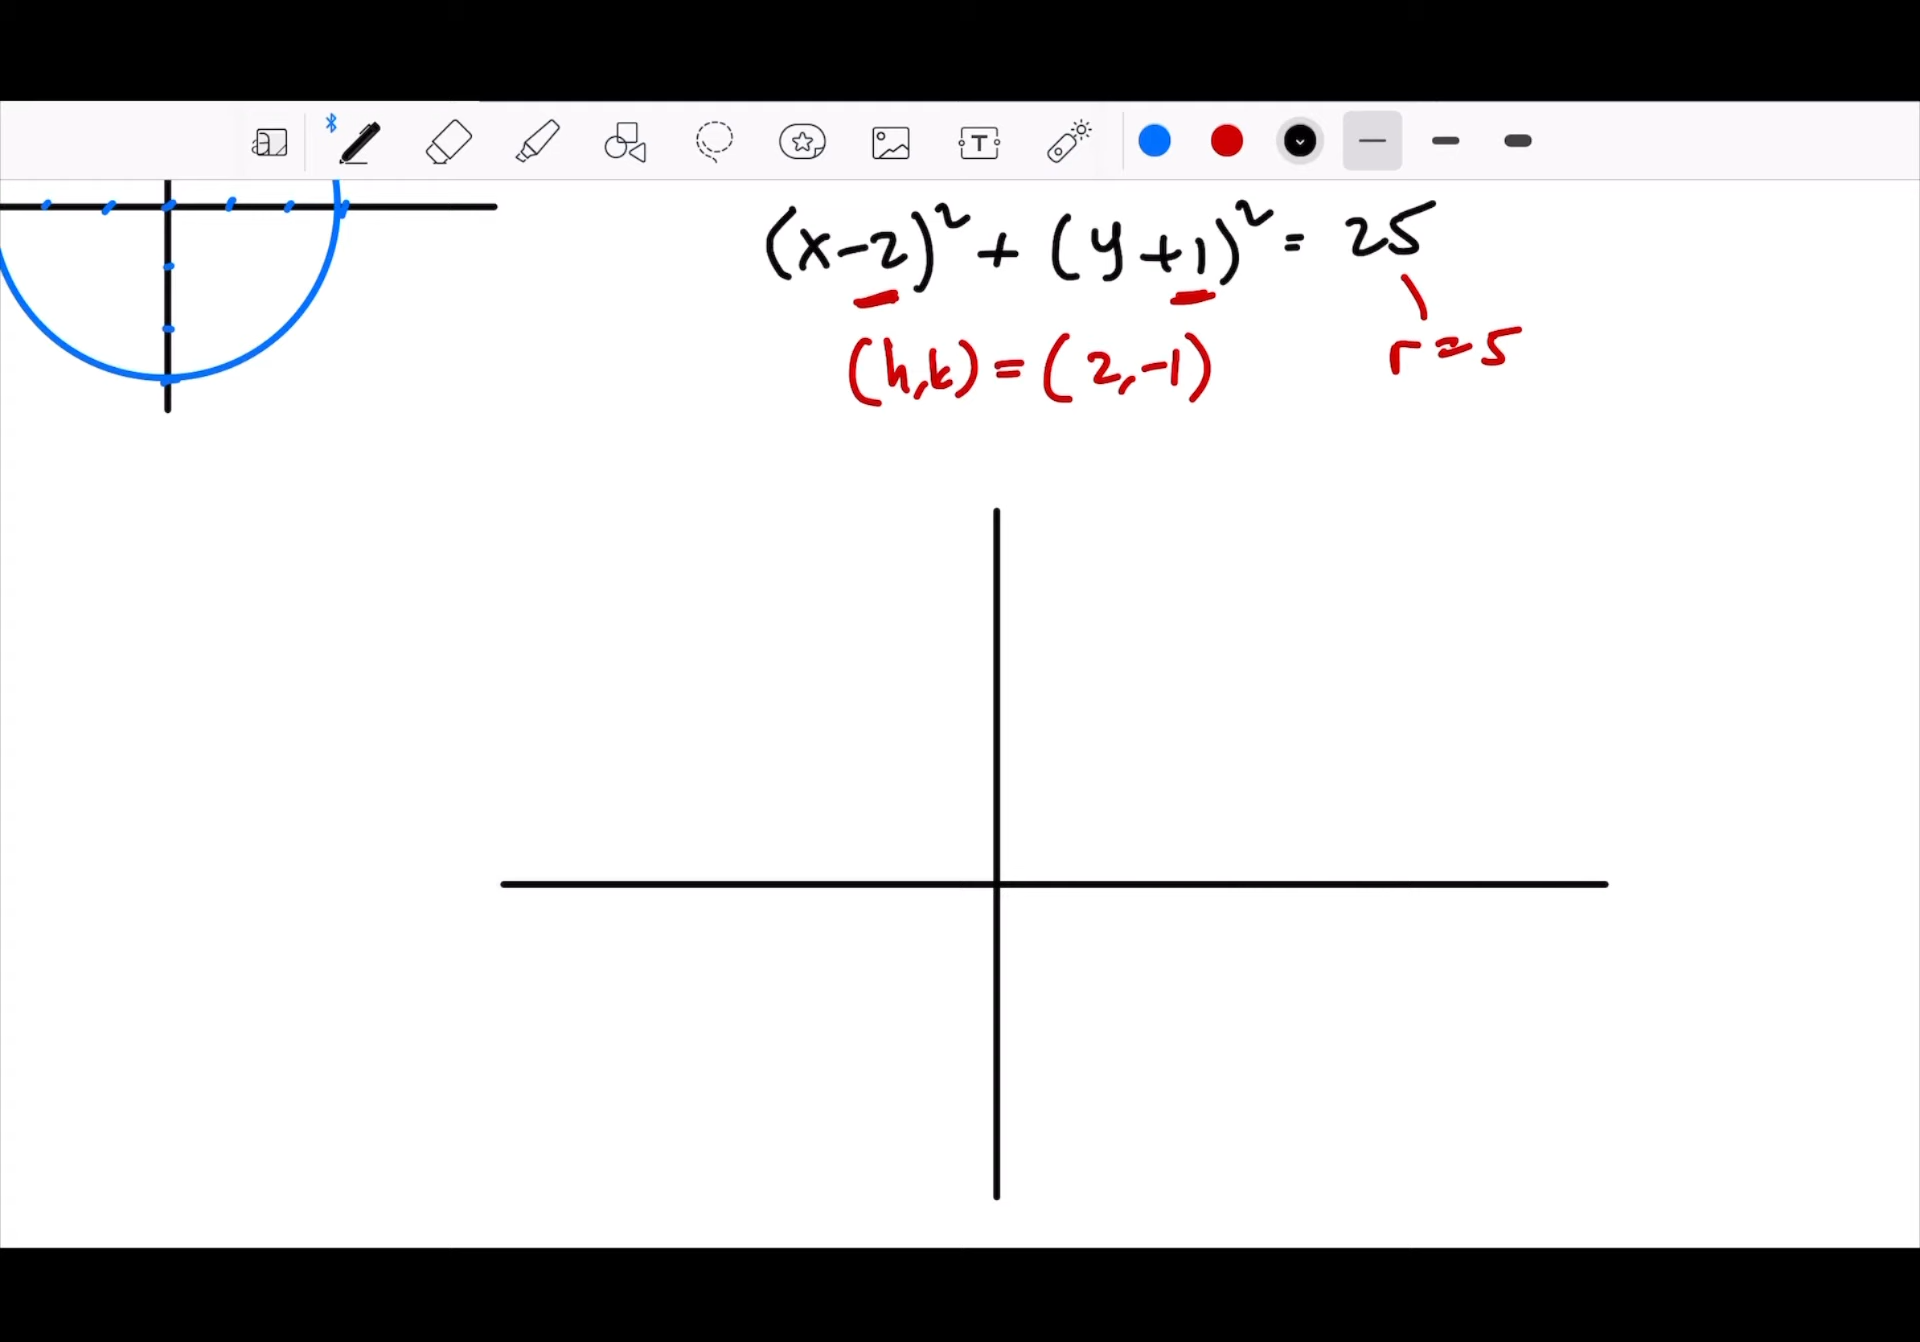 (x-2)² + (y+1)² = 25
(h,k) = (2,-1)
r = 5
T